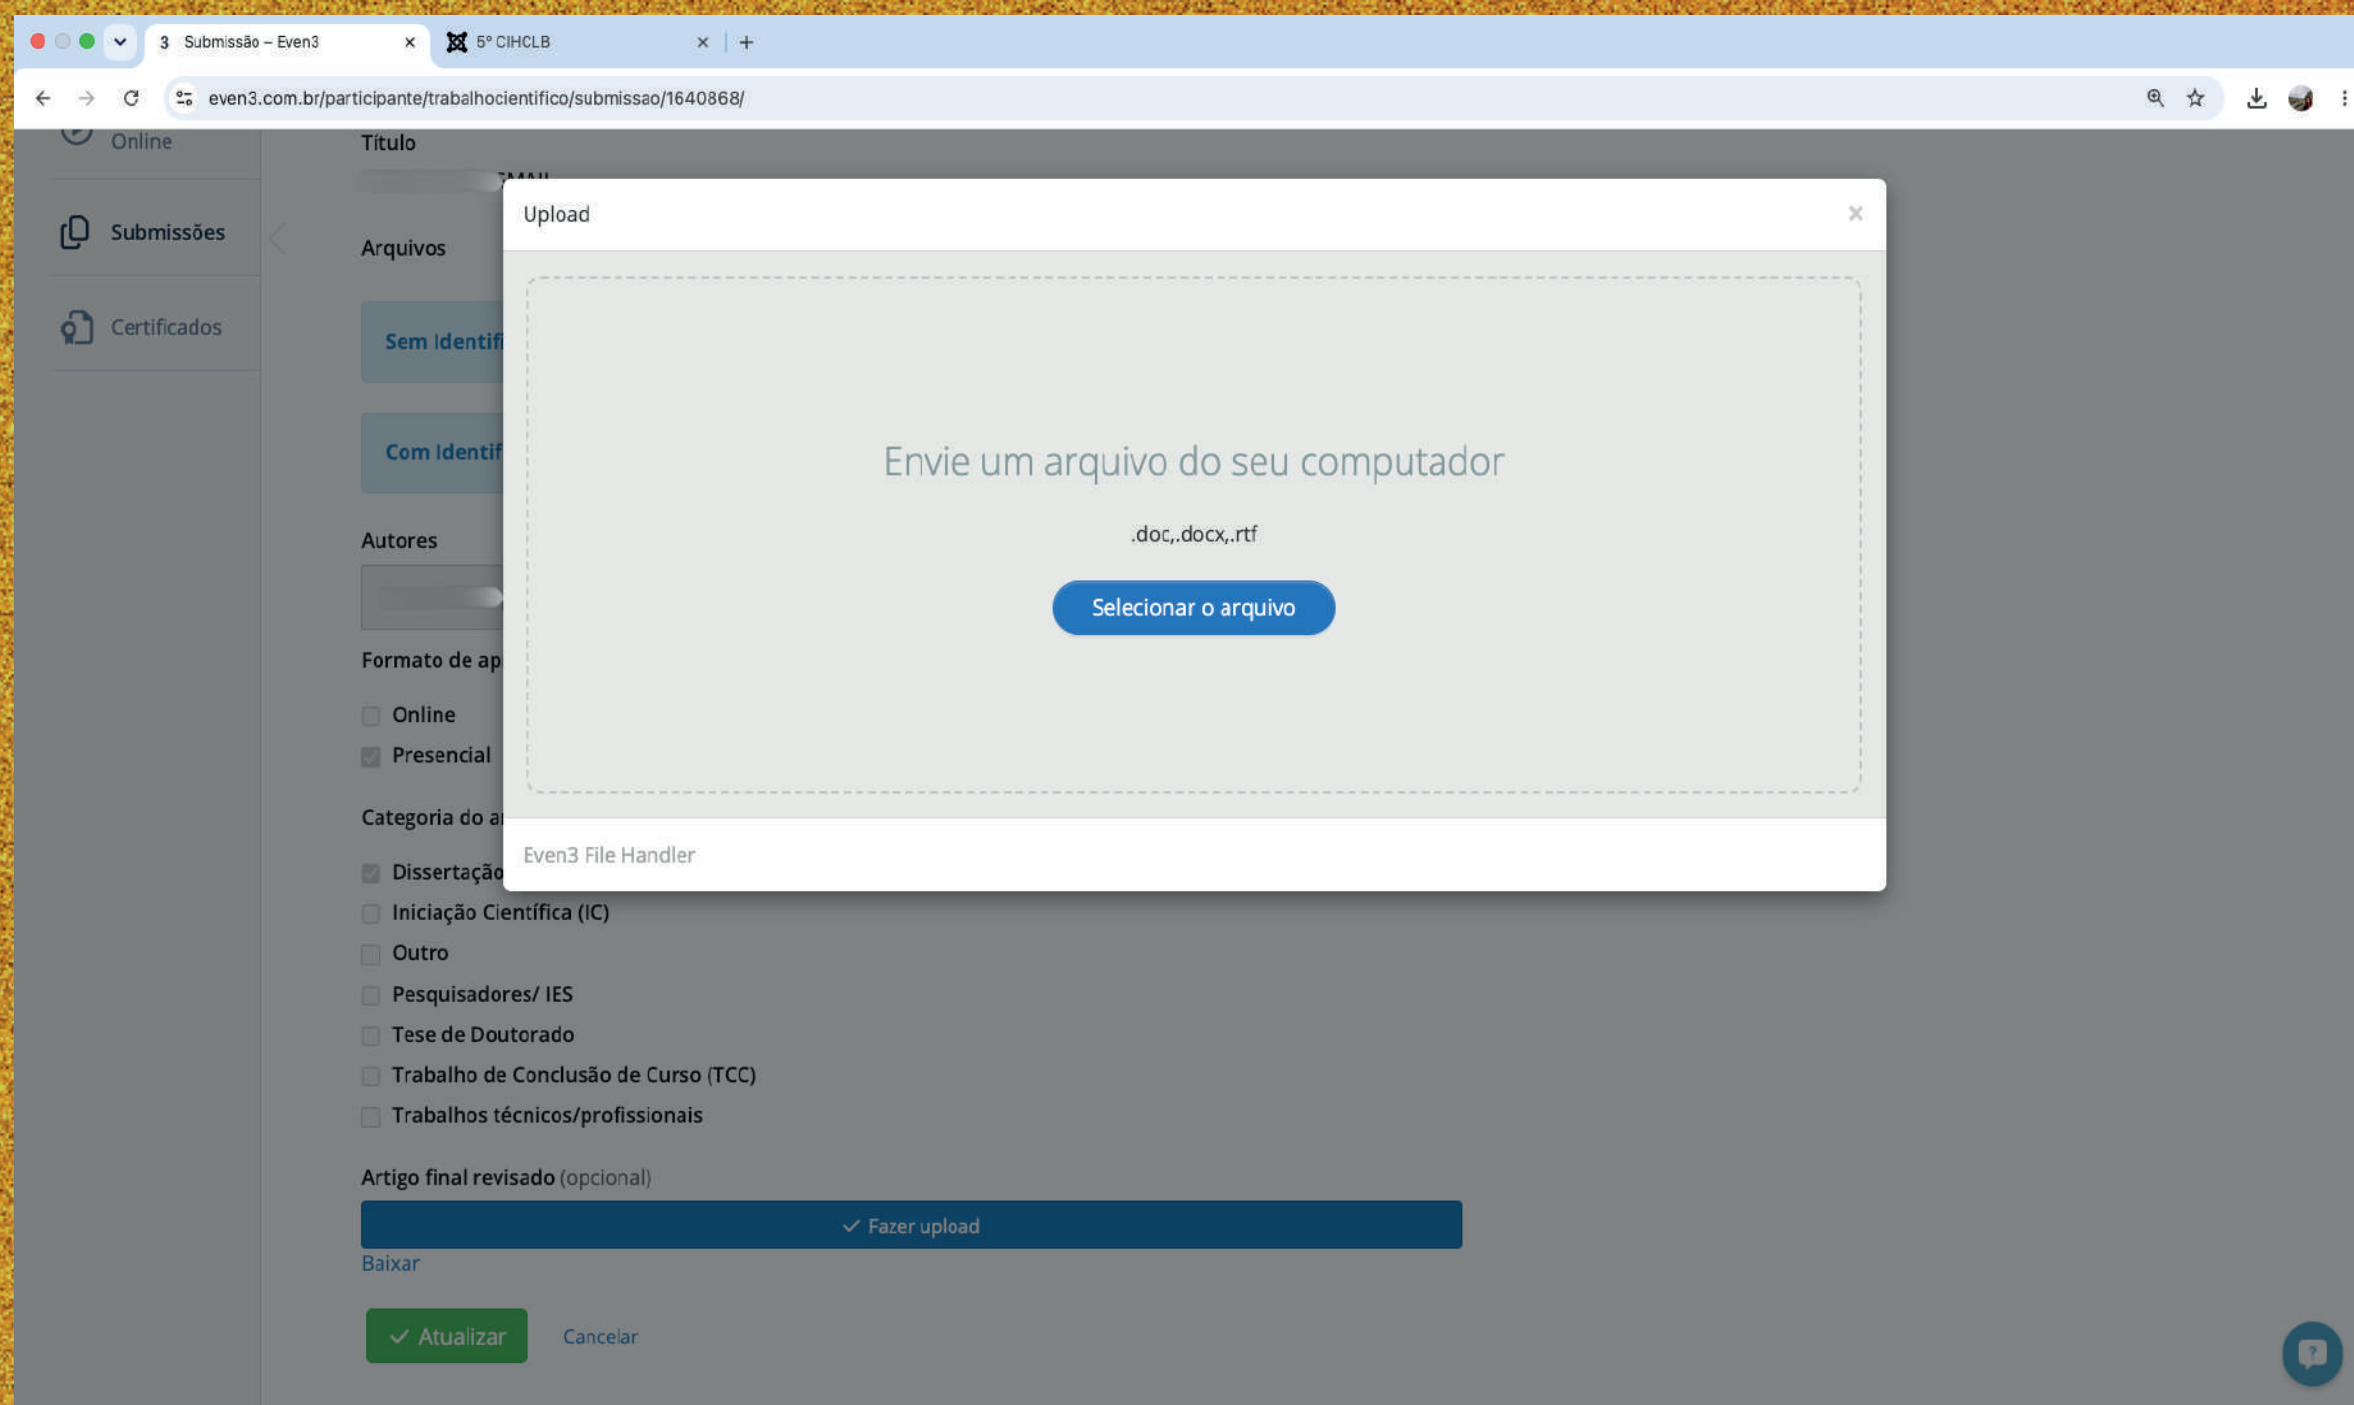 3 Submissão – Even3
5º CIHCLB
even3.com.br/participante/trabalhocientifico/submissao/1640868/
Online
Submissões
Certificados
Título
Arquivos
Sem Identifi
Com Identif
Autores
Formato de ap
Online
Presencial
Categoria do a
Dissertação
Iniciação Científica (IC)
Outro
Pesquisadores/ IES
Tese de Doutorado
Trabalho de Conclusão de Curso (TCC)
Trabalhos técnicos/profissionais
Artigo final revisado (opcional)
Fazer upload
Baixar
Atualizar
Cancelar
Upload
Envie um arquivo do seu computador
.doc,.docx,.rtf
Selecionar o arquivo
Even3 File Handler